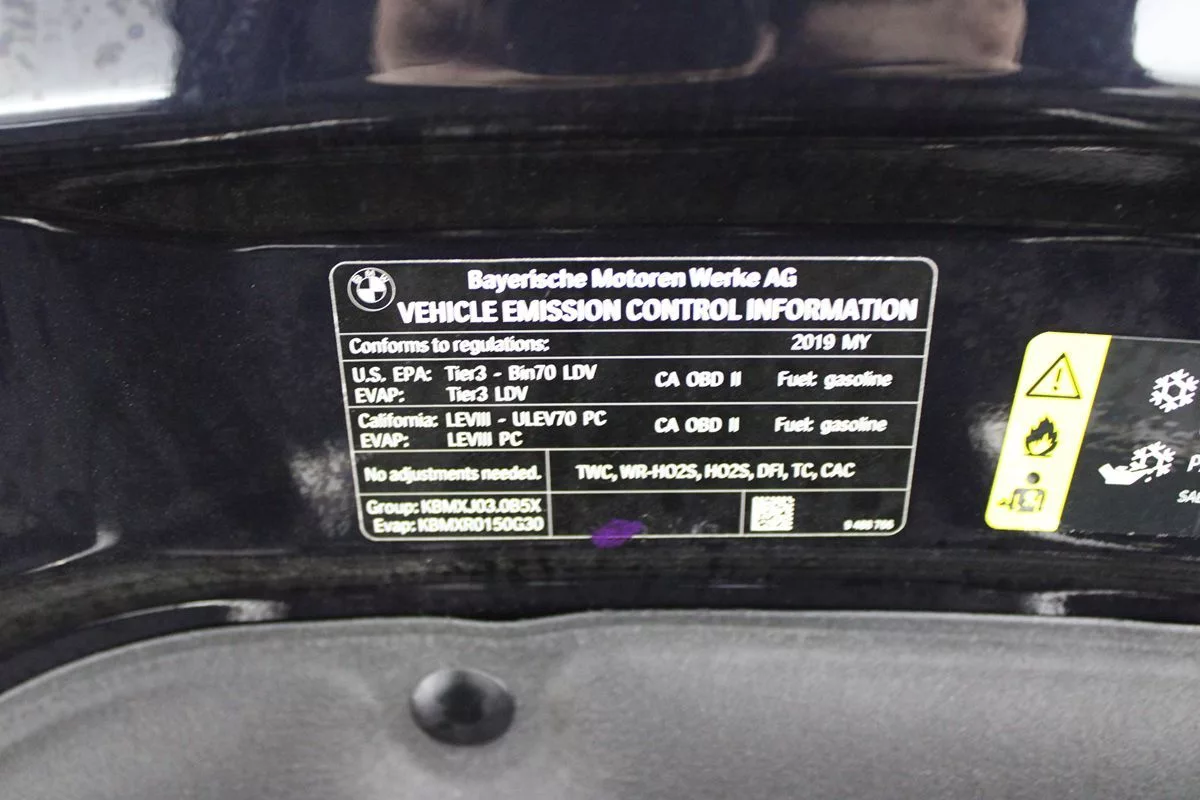 BMW
Bayerische Motoren Werke AG
VEHICLE EMISSION CONTROL INFORMATION
Conforms to regulations: 2019 MY
U.S. EPA: Tier3 - Bin70 LDV CA OBD II Fuel: gasoline
EVAP: Tier3 LDV
California: LEVIII - ULEV70 PC CA OBD II Fuel: gasoline
EVAP: LEVIII PC
No adjustments needed. TWC, WR-HO2S, HO2S, DFI, TC, CAC
Group: KBMXJ03.0B5X
Evap: KBMXR0150G30